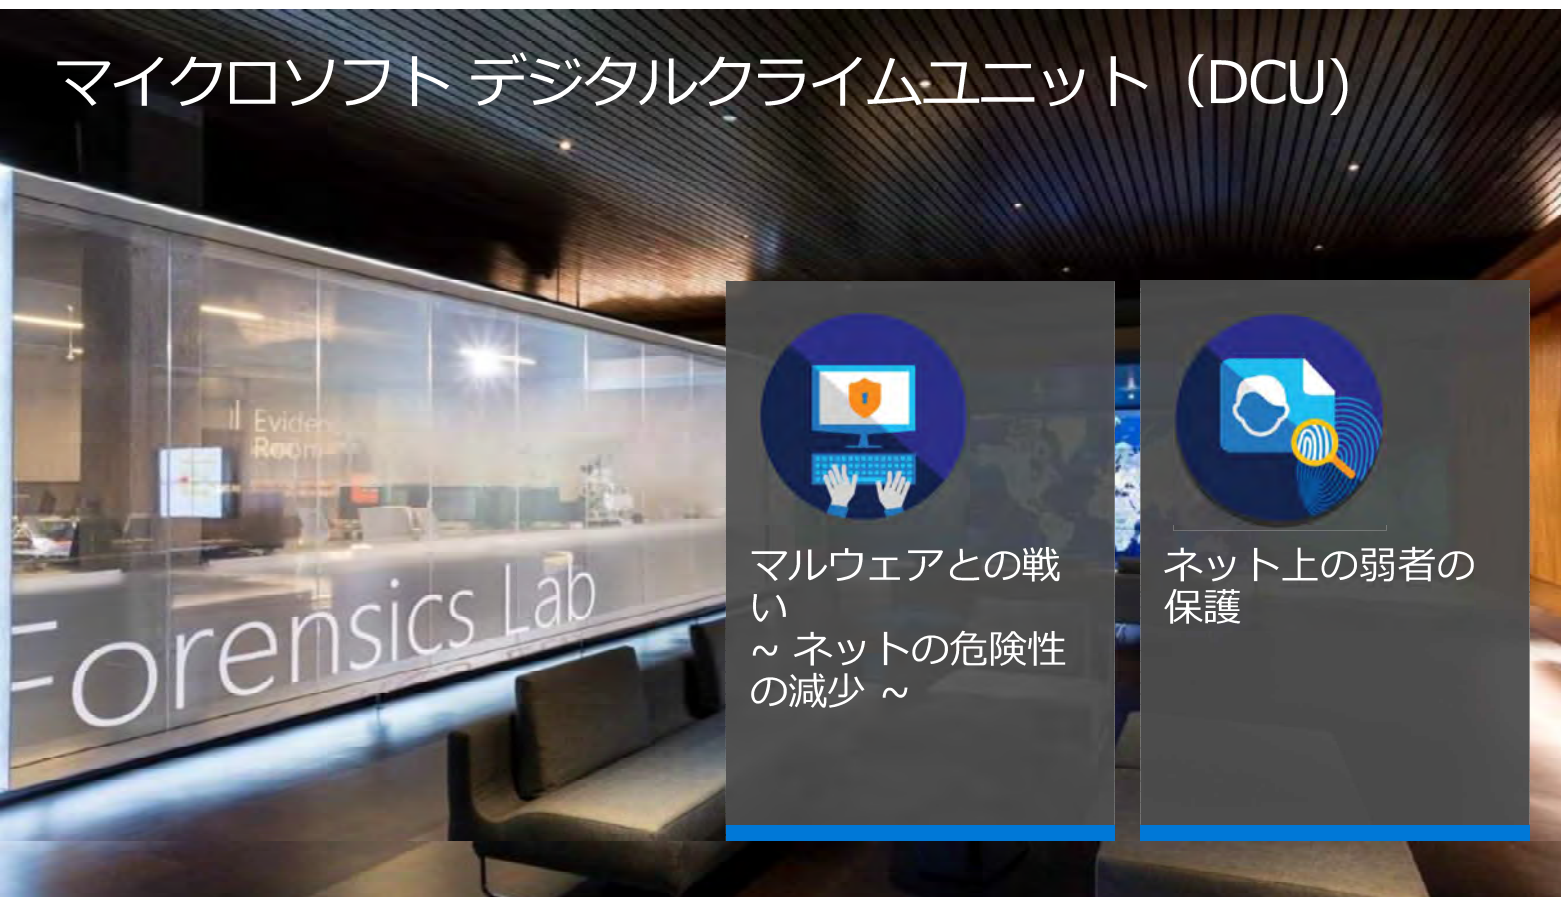 マイクロソフト デジタルクライムユニット（DCU)
Eviden
Room
Forensics Lab
マルウェアとの戦
い
~ ネットの危険性
の減少 ~
ネット上の弱者の
保護